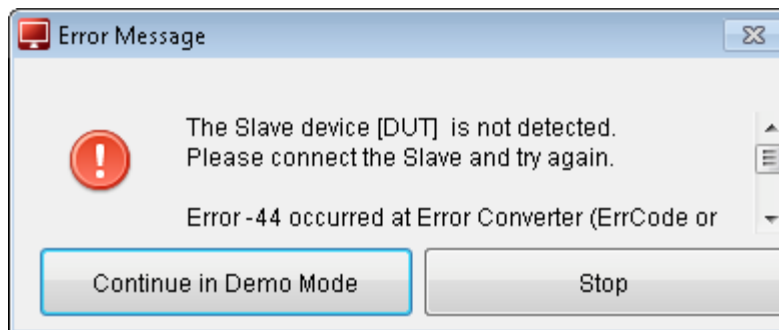 Error Message
The Slave device [DUT] is not detected.
Please connect the Slave and try again.
Error -44 occurred at Error Converter (ErrCode or
Continue in Demo Mode
Stop